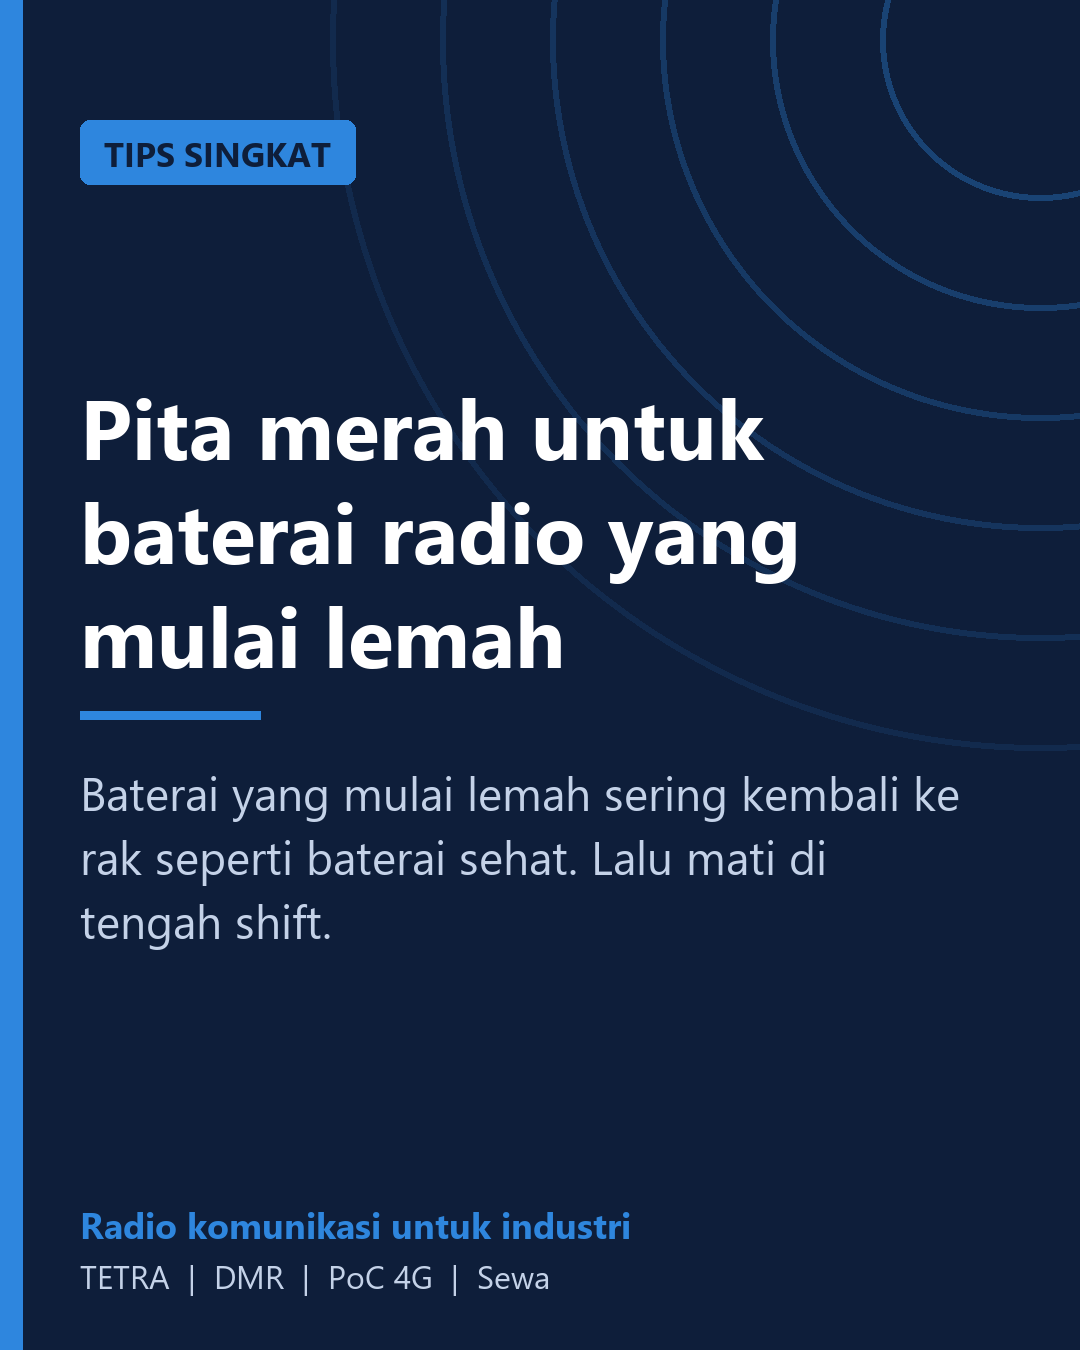 TIPS SINGKAT
Pita merah untuk
baterai radio yang
mulai lemah
Baterai yang mulai lemah sering kembali ke
rak seperti baterai sehat. Lalu mati di
tengah shift.
Radio komunikasi untuk industri
TETRA | DMR | PoC 4G | Sewa